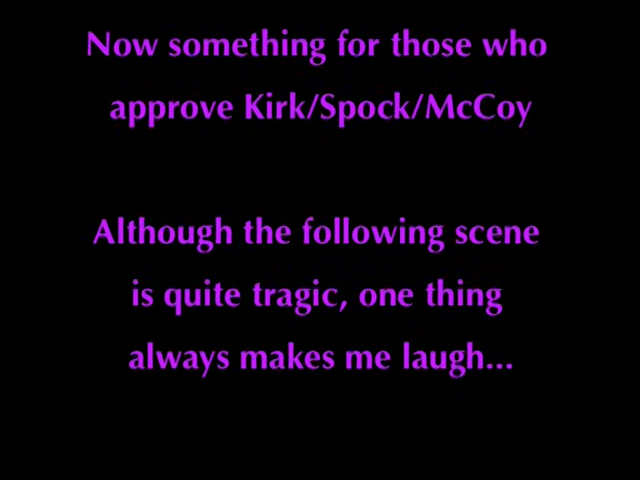 Now something for those who
approve Kirk/Spock/McCoy
Although the following scene
is quite tragic, one thing
always makes me laugh...